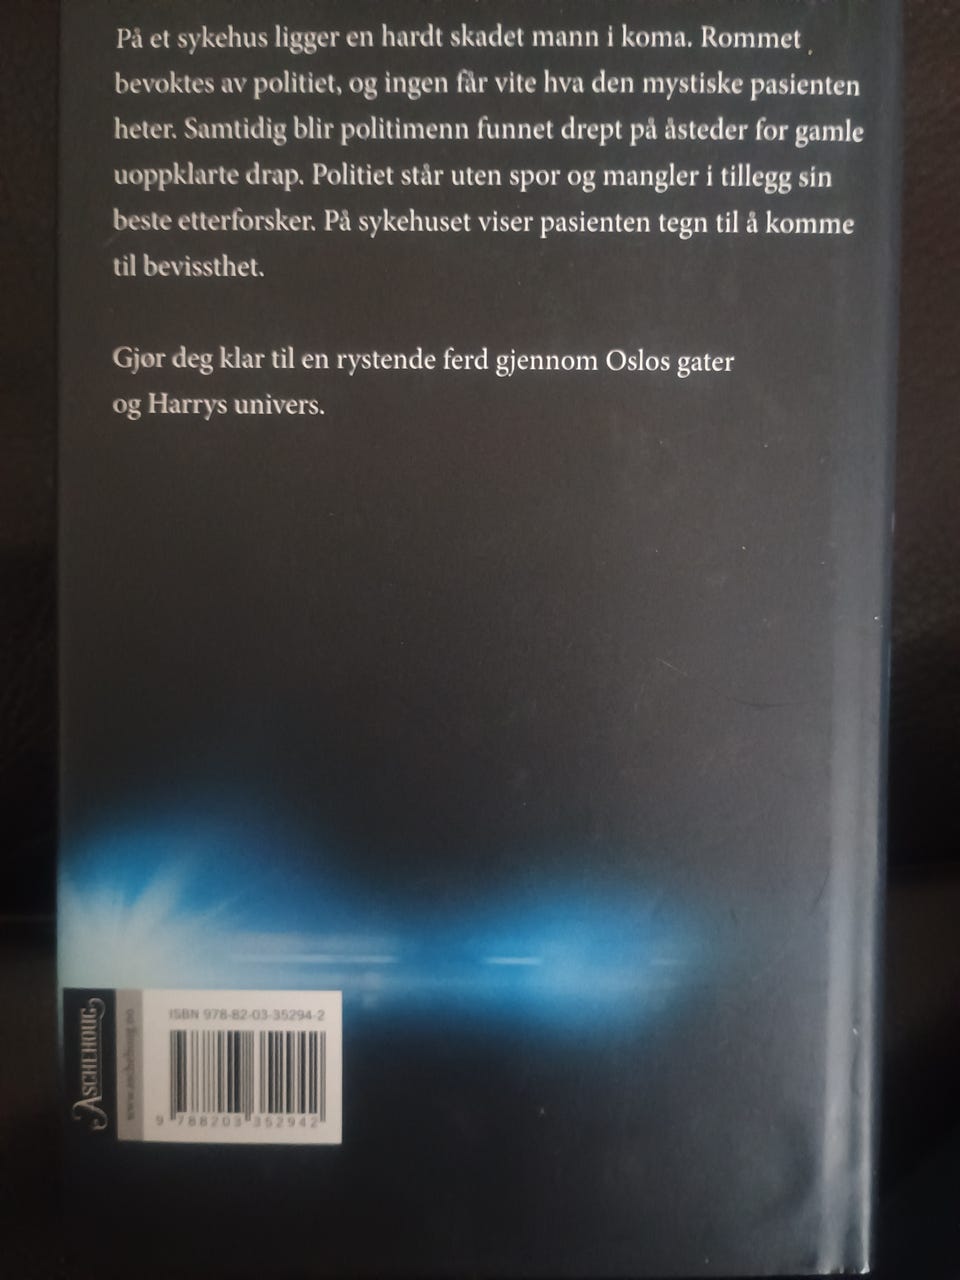 På et sykehus ligger en hardt skadet mann i koma. Rommet
bevoktes av politiet, og ingen får vite hva den mystiske pasienten
heter. Samtidig blir politimenn funnet drept på åsteder for gamle
uoppklarte drap. Politiet står uten spor og mangler i tillegg sin
beste etterforsker. På sykehuset viser pasienten tegn til å komme
til bevissthet.
Gjør deg klar til en rystende ferd gjennom Oslos gater
og Harrys univers.
ASCHEHOUG
www.aschehoug.no
ISBN 978-82-03-35294-2
9 788203 352942